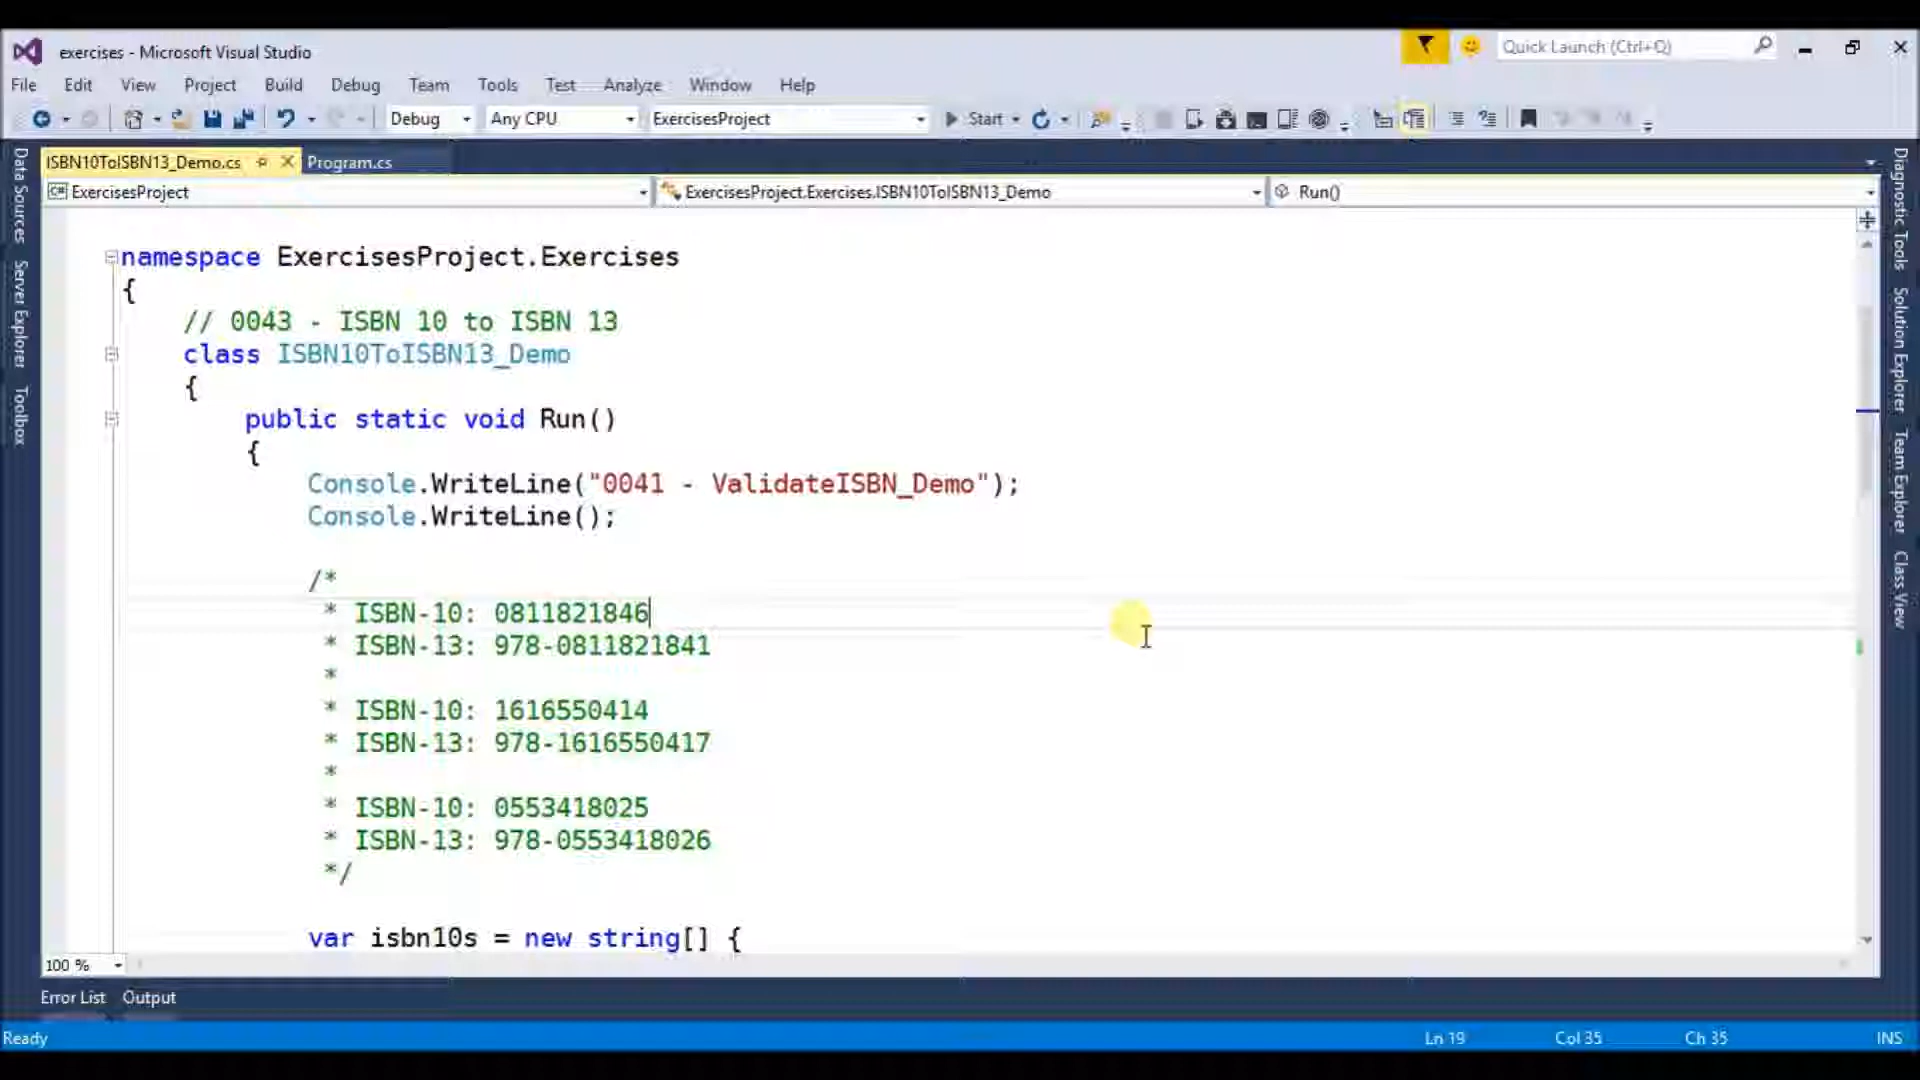 exercises - Microsoft Visual Studio
Quick Launch (Ctrl+Q)
File Edit View Project Build Debug Team Tools Test Analyze Window Help
Debug Any CPU ExercisesProject Start
ISBN10ToISBN13_Demo.cs Program.cs
C# ExercisesProject ExercisesProject.Exercises.ISBN10ToISBN13_Demo Run()
Data Sources
Server Explorer
Toolbox
namespace ExercisesProject.Exercises
{
// 0043 - ISBN 10 to ISBN 13
class ISBN10ToISBN13_Demo
{
public static void Run()
{
Console.WriteLine("0041 - ValidateISBN_Demo");
Console.WriteLine();
/*
* ISBN-10: 0811821846
* ISBN-13: 978-0811821841
*
* ISBN-10: 1616550414
* ISBN-13: 978-1616550417
*
* ISBN-10: 0553418025
* ISBN-13: 978-0553418026
*/
var isbn10s = new string[] {
Diagnostic Tools
Solution Explorer
Team Explorer
Class View
100 %
Error List Output
Ready Ln 19 Col 35 Ch 35 INS